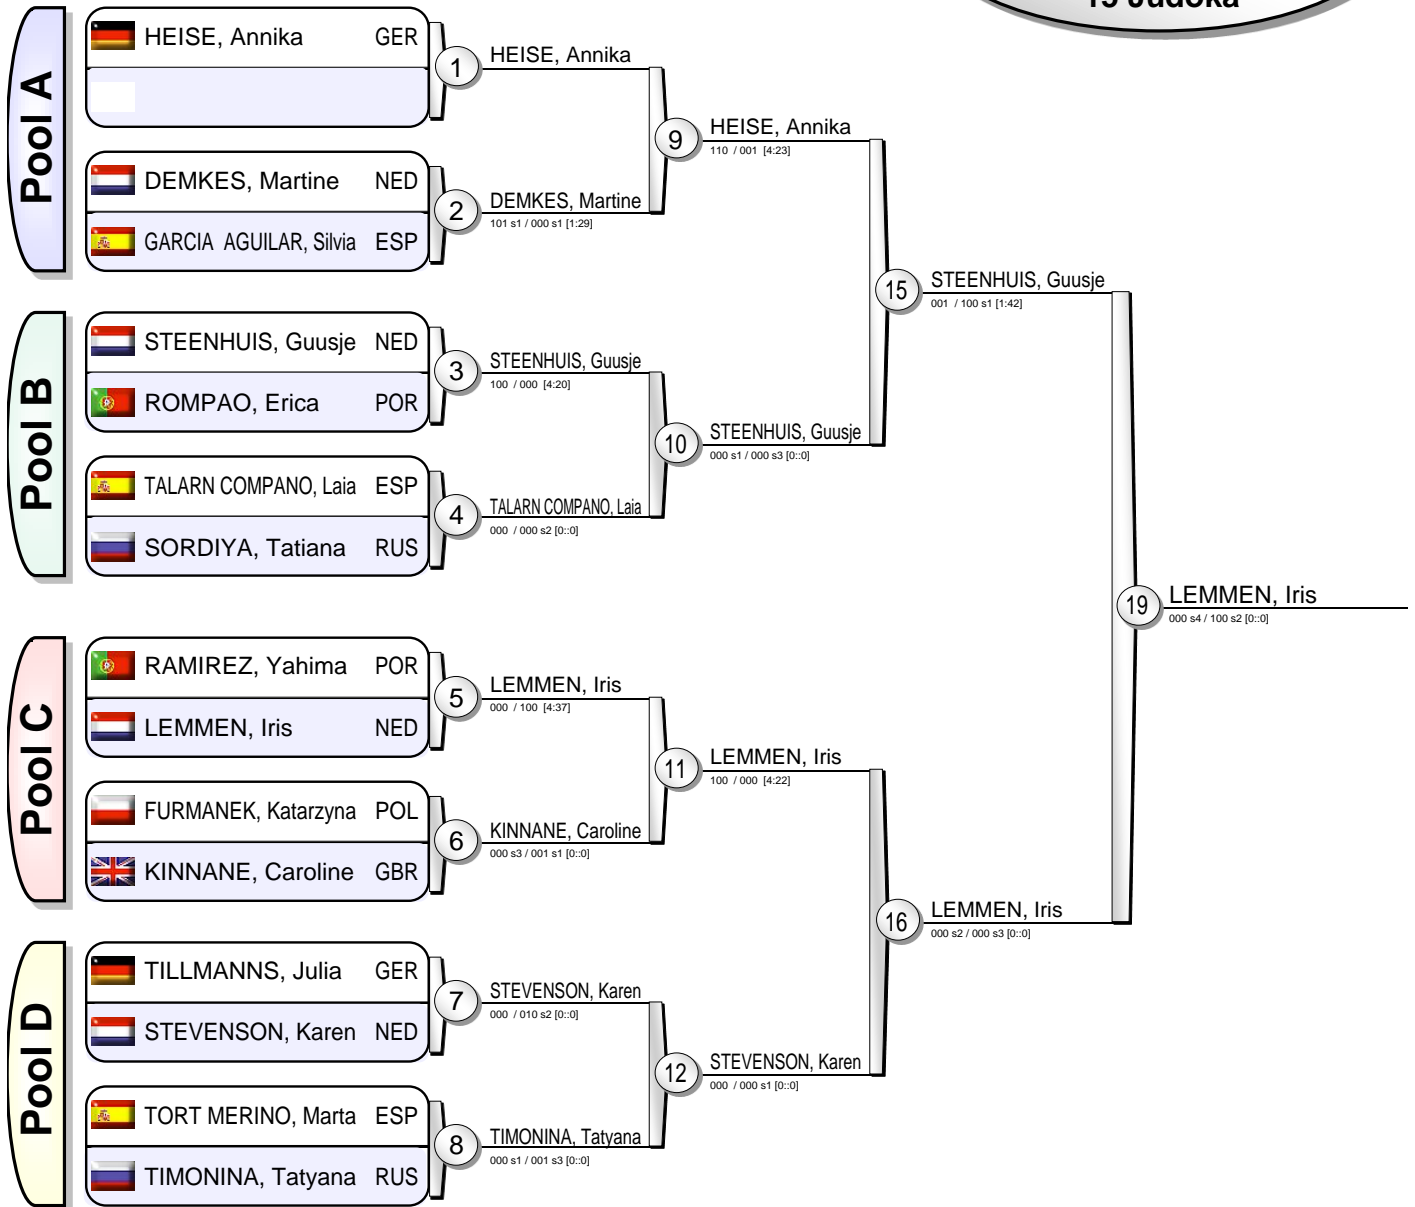 15 Judoka
Pool A
HEISE, Annika GER
DEMKES, Martine NED
GARCIA AGUILAR, Silvia ESP
Pool B
STEENHUIS, Guusje NED
ROMPAO, Erica POR
TALARN COMPANO, Laia ESP
SORDIYA, Tatiana RUS
Pool C
RAMIREZ, Yahima POR
LEMMEN, Iris NED
FURMANEK, Katarzyna POL
KINNANE, Caroline GBR
Pool D
TILLMANNS, Julia GER
STEVENSON, Karen NED
TORT MERINO, Marta ESP
TIMONINA, Tatyana RUS
1
HEISE, Annika
2
DEMKES, Martine
101 s1 / 000 s1 [1:29]
3
STEENHUIS, Guusje
100 / 000 [4:20]
4
TALARN COMPANO, Laia
000 / 000 s2 [0::0]
5
LEMMEN, Iris
000 / 100 [4:37]
6
KINNANE, Caroline
000 s3 / 001 s1 [0::0]
7
STEVENSON, Karen
000 / 010 s2 [0::0]
8
TIMONINA, Tatyana
000 s1 / 001 s3 [0::0]
9
HEISE, Annika
110 / 001 [4:23]
10
STEENHUIS, Guusje
000 s1 / 000 s3 [0::0]
11
LEMMEN, Iris
100 / 000 [4:22]
12
STEVENSON, Karen
000 / 000 s1 [0::0]
15
STEENHUIS, Guusje
001 / 100 s1 [1:42]
16
LEMMEN, Iris
000 s2 / 000 s3 [0::0]
19
LEMMEN, Iris
000 s4 / 100 s2 [0::0]